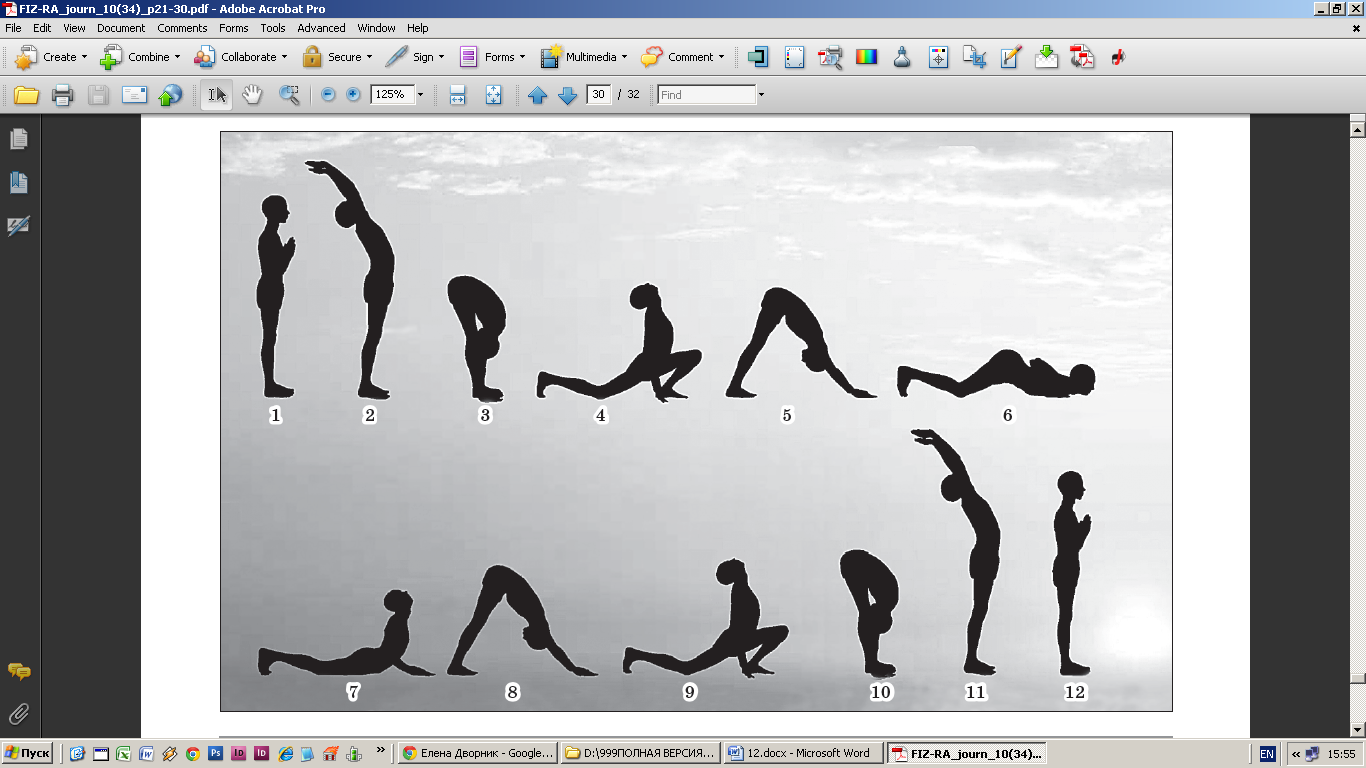 FIZ-RA_journ_10(34)_p21-30.pdf - Adobe Acrobat Pro
File Edit View Document Comments Forms Tools Advanced Window Help
Create Combine Collaborate Secure Sign Forms Multimedia Comment
125% 30 / 32 Find
1 2 3 4 5 6
7 8 9 10 11 12
Пуск Ps Id Id » Елена Дворник - Google... D:\999ПОЛНАЯ ВЕРСИЯ... 12.docx - Microsoft Word FIZ-RA_journ_10(34)... EN « 15:55